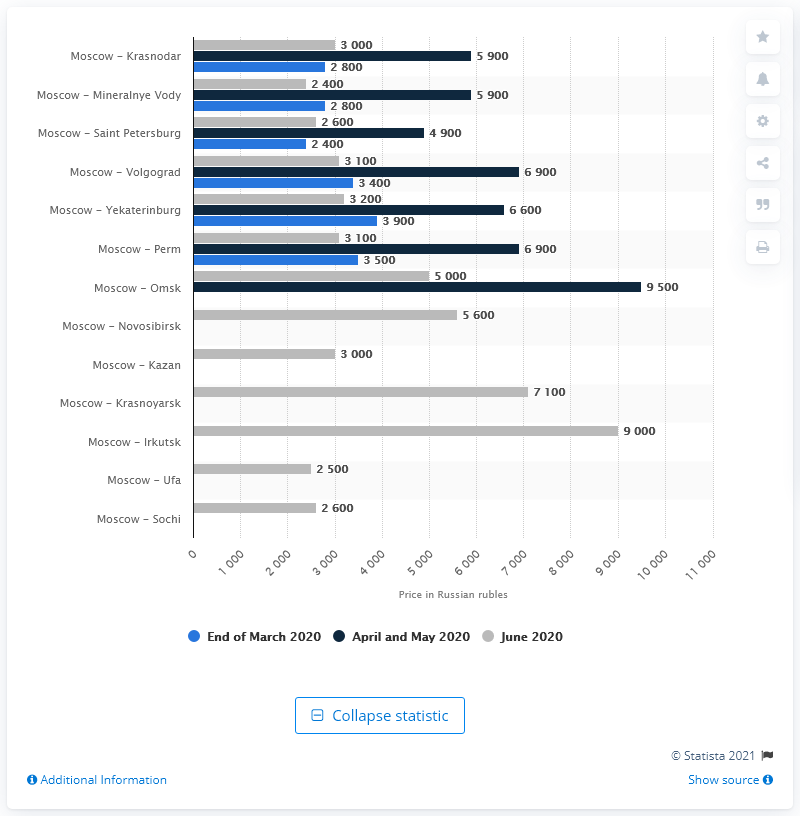 3 000
Moscow – Krasnodar 5 900
2 800
2 400
Moscow – Mineralnye Vody 5 900
2 800
2 600
Moscow – Saint Petersburg 4 900
2 400
3 100
Moscow – Volgograd 6 900
3 400
3 200
Moscow – Yekaterinburg 6 600
3 900
3 100
Moscow – Perm 6 900
3 500
5 000
Moscow – Omsk 9 500
Moscow – Novosibirsk 5 600
Moscow – Kazan 3 000
Moscow – Krasnoyarsk 7 100
Moscow – Irkutsk 9 000
Moscow – Ufa 2 500
Moscow – Sochi 2 600
0 1 000 2 000 3 000 4 000 5 000 6 000 7 000 8 000 9 000 10 000 11 000
Price in Russian rubles
End of March 2020 April and May 2020 June 2020
Collapse statistic
© Statista 2021
Additional Information Show source